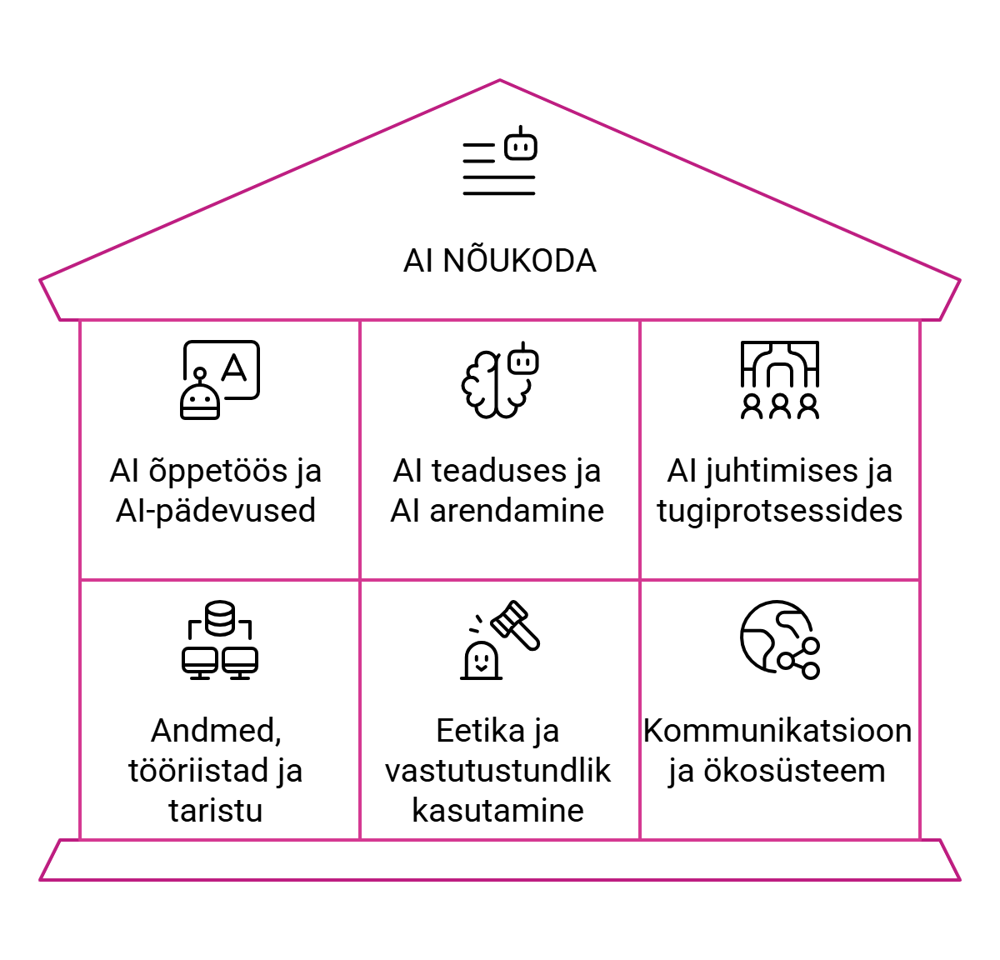 AI NÕUKODA
A
AI õppetöös ja
AI-pädevused
AI teaduses ja
AI arendamine
AI juhtimises ja
tugiprotsessides
Andmed,
tööriistad ja
taristu
Eetika ja
vastutustundlik
kasutamine
Kommunikatsioon
ja ökosüsteem